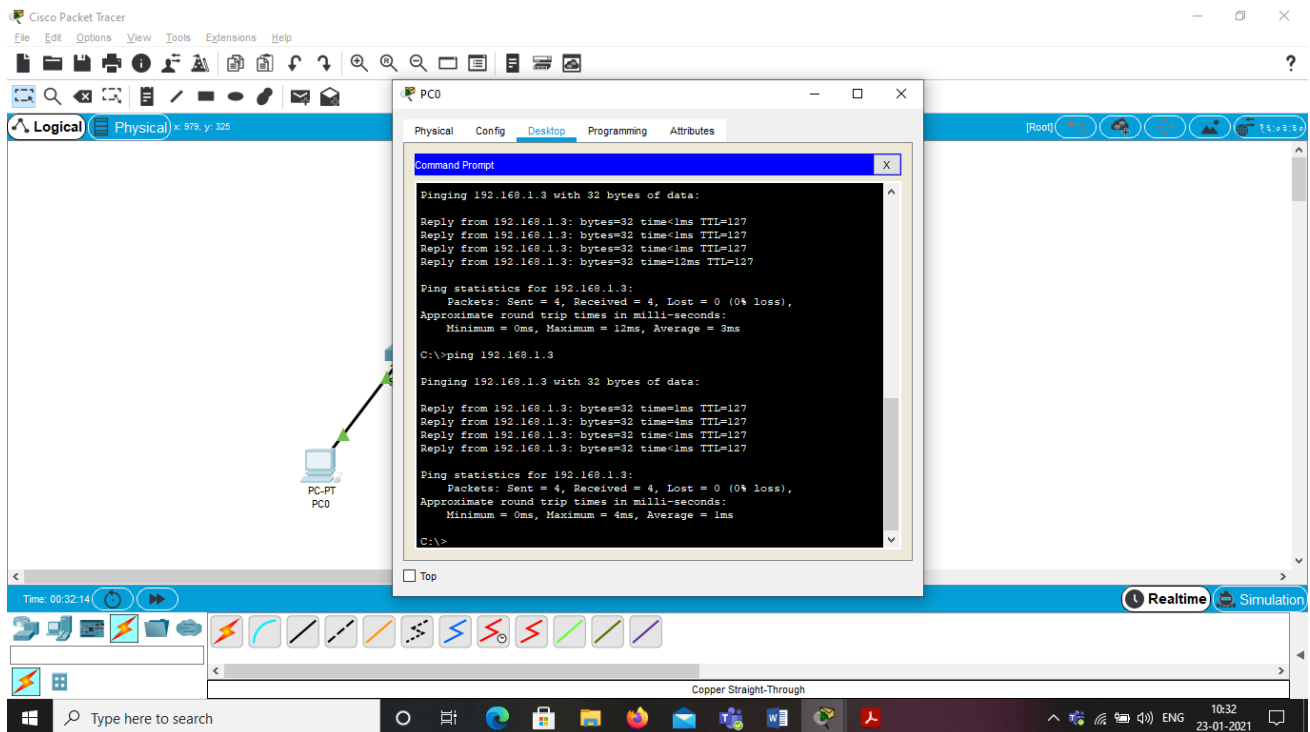 Cisco Packet Tracer
File Edit Options View Tools Extensions Help
?
Logical Physical x: 979, y: 325
[Root]
PC0
Physical Config Desktop Programming Attributes
Command Prompt
X
Pinging 192.168.1.3 with 32 bytes of data:
Reply from 192.168.1.3: bytes=32 time<1ms TTL=127
Reply from 192.168.1.3: bytes=32 time<1ms TTL=127
Reply from 192.168.1.3: bytes=32 time<1ms TTL=127
Reply from 192.168.1.3: bytes=32 time=12ms TTL=127
Ping statistics for 192.168.1.3:
Packets: Sent = 4, Received = 4, Lost = 0 (0% loss),
Approximate round trip times in milli-seconds:
Minimum = 0ms, Maximum = 12ms, Average = 3ms
C:\>ping 192.168.1.3
Pinging 192.168.1.3 with 32 bytes of data:
Reply from 192.168.1.3: bytes=32 time=1ms TTL=127
Reply from 192.168.1.3: bytes=32 time=4ms TTL=127
Reply from 192.168.1.3: bytes=32 time<1ms TTL=127
Reply from 192.168.1.3: bytes=32 time<1ms TTL=127
Ping statistics for 192.168.1.3:
Packets: Sent = 4, Received = 4, Lost = 0 (0% loss),
Approximate round trip times in milli-seconds:
Minimum = 0ms, Maximum = 4ms, Average = 1ms
C:\>
Top
PC-PT
PC0
Time: 00:32:14
Realtime Simulation
Copper Straight-Through
Type here to search
ENG
10:32
23-01-2021